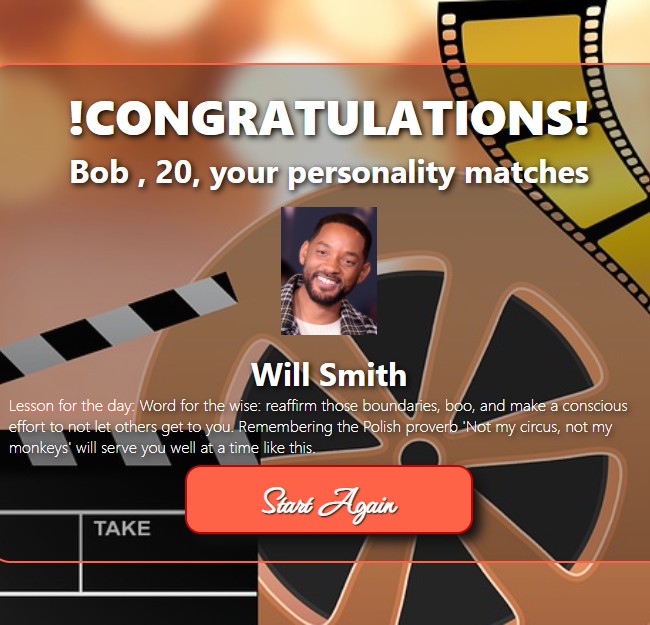 !CONGRATULATIONS!
Bob , 20, your personality matches
Will Smith
Lesson for the day: Word for the wise: reaffirm those boundaries, boo, and make a conscious
effort to not let others get to you. Remembering the Polish proverb 'Not my circus, not my
monkeys' will serve you well at a time like this.
Start Again
TAKE